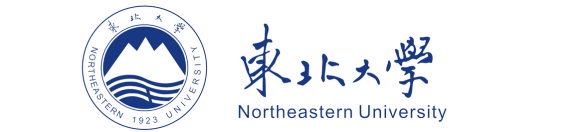 東北大學
NORTHEASTERN UNIVERSITY
1923
東北大學
Northeastern University